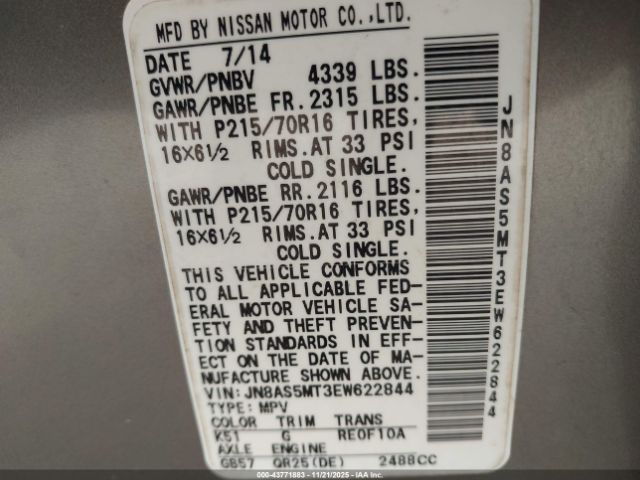 MFD BY NISSAN MOTOR CO.,LTD.
DATE 7/14
GVWR/PNBV 4339 LBS.
GAWR/PNBE FR.2315 LBS.
WITH P215/70R16 TIRES,
16X6½ RIMS.AT 33 PSI
COLD SINGLE.
GAWR/PNBE RR.2116 LBS.
WITH P215/70R16 TIRES,
16X6½ RIMS.AT 33 PSI
COLD SINGLE.
THIS VEHICLE CONFORMS
TO ALL APPLICABLE FED-
ERAL MOTOR VEHICLE SA-
FETY AND THEFT PREVEN-
TION STANDARDS IN EFF-
ECT ON THE DATE OF MA-
NUFACTURE SHOWN ABOVE.
VIN:JN8AS5MT3EW622844
TYPE:MPV
COLOR TRIM TRANS
K51 G RE0F10A
AXLE ENGINE
GB57 QR25(DE) 2488CC
JN8AS5MT3EW622844
© - 43771883 - 11/21/2025 - IAAI.com